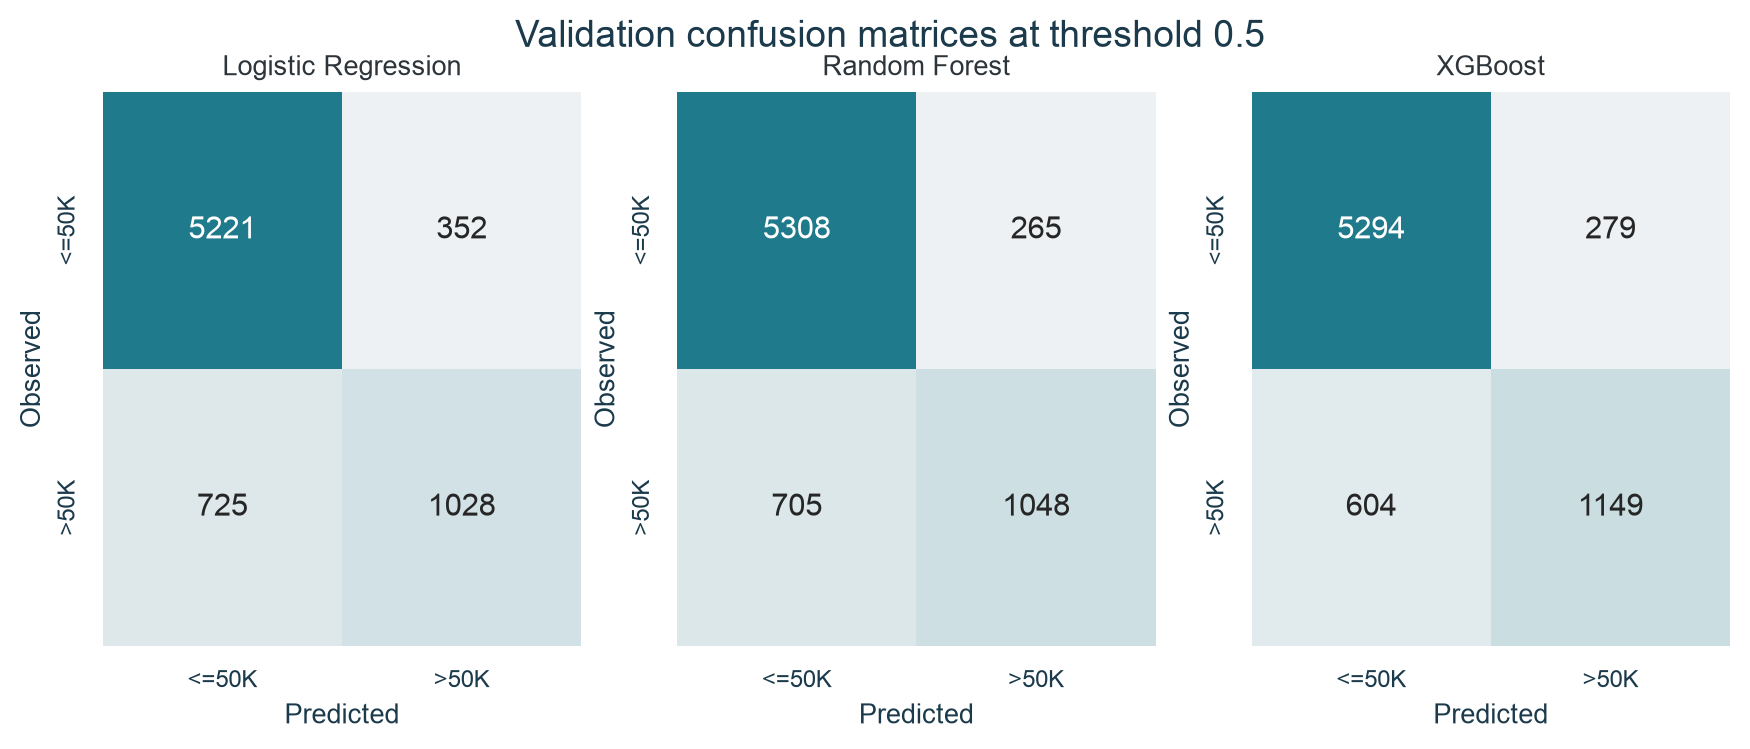 Validation confusion matrices at threshold 0.5
Logistic Regression
Observed
<=50K
>50K
5221
352
725
1028
<=50K
>50K
Predicted
Random Forest
Observed
<=50K
>50K
5308
265
705
1048
<=50K
>50K
Predicted
XGBoost
Observed
<=50K
>50K
5294
279
604
1149
<=50K
>50K
Predicted